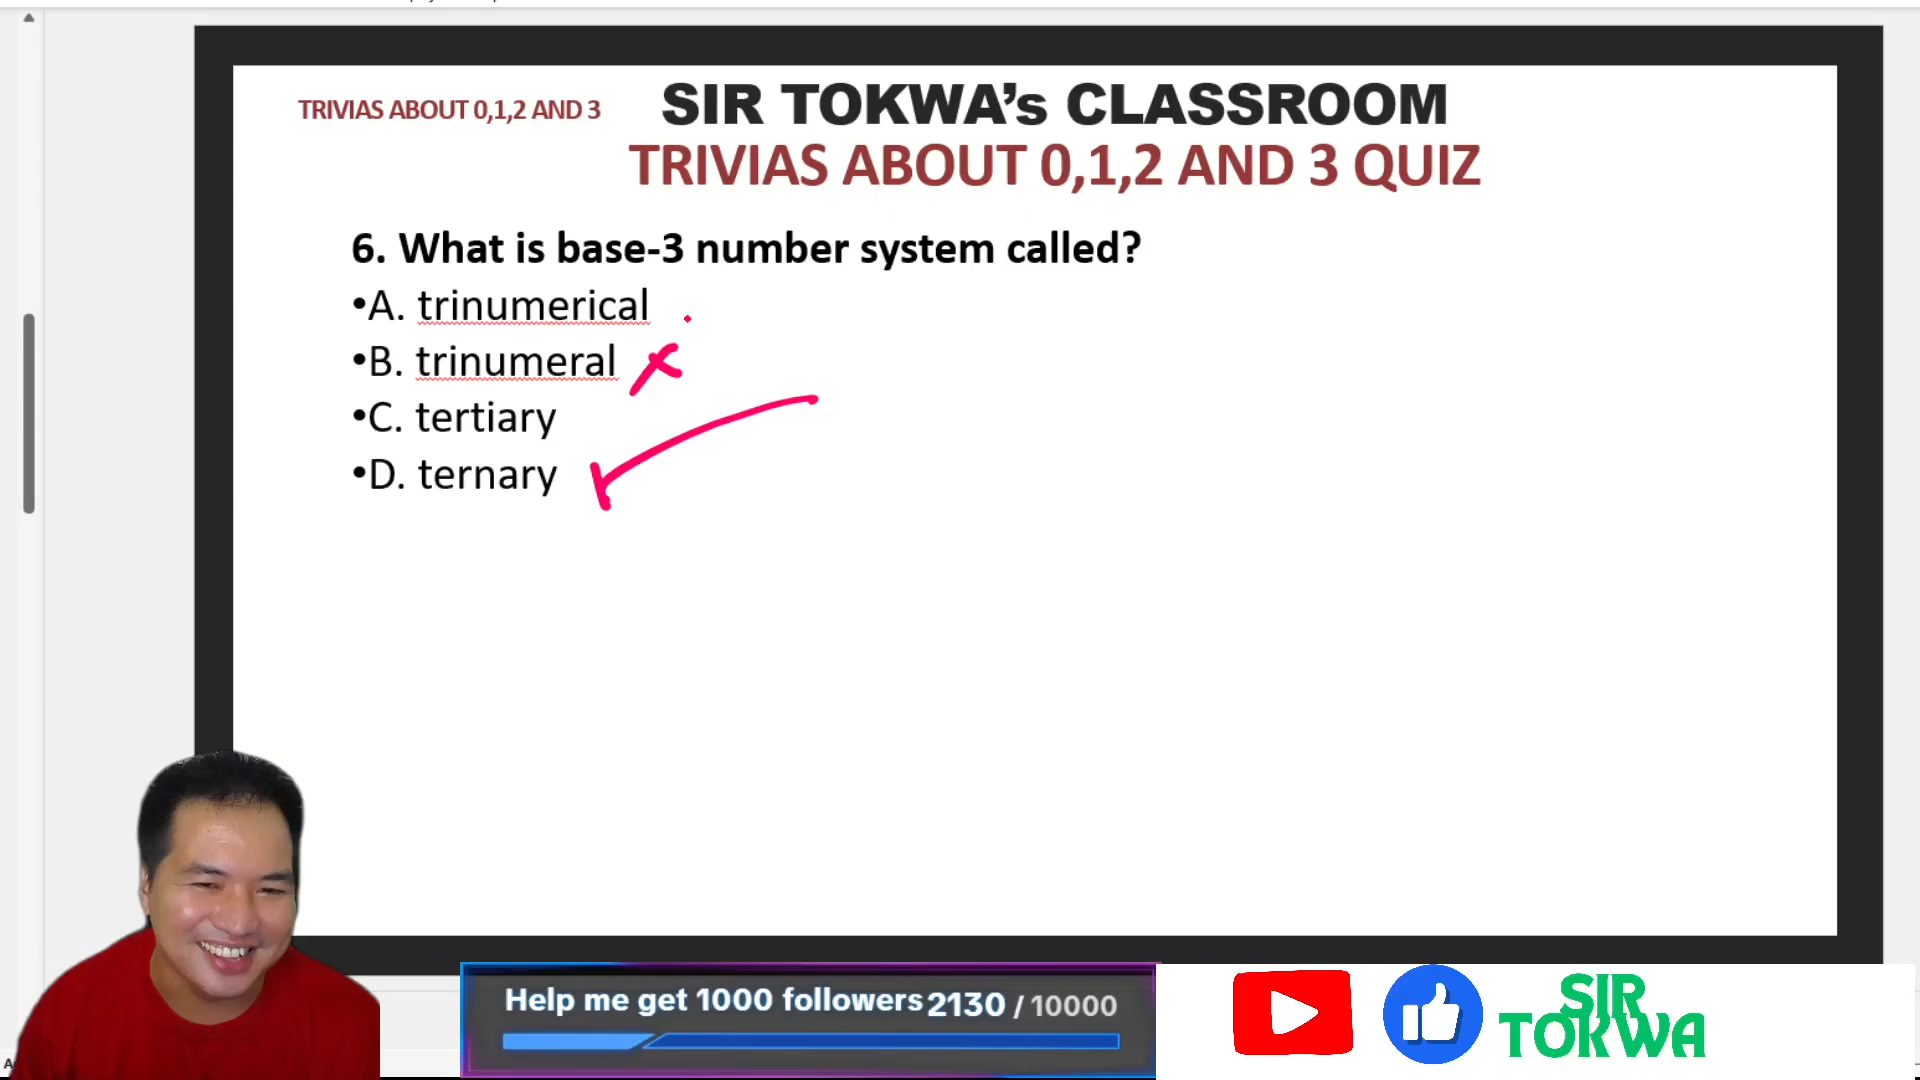 TRIVIAS ABOUT 0,1,2 AND 3
SIR TOKWA's CLASSROOM
TRIVIAS ABOUT 0,1,2 AND 3 QUIZ
6. What is base-3 number system called?
•A. trinumerical
•B. trinumeral
•C. tertiary
•D. ternary
Help me get 1000 followers 2130 / 10000
SIR
TOKWA